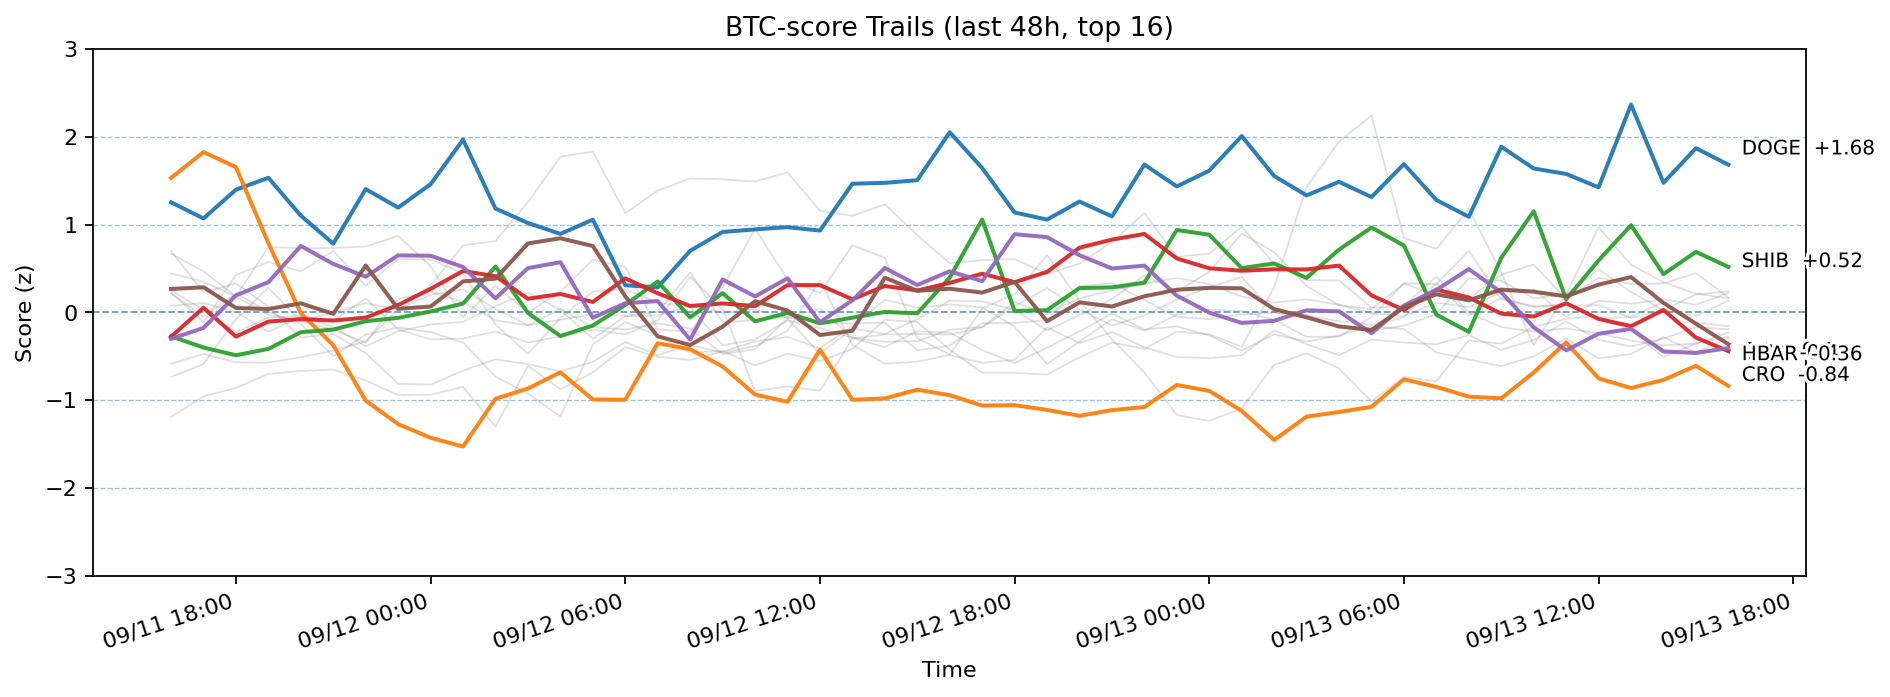 BTC-score Trails (last 48h, top 16)
Score (z)
3
2
1
0
−1
−2
−3
DOGE +1.68
SHIB +0.52
HBAR -0.36
CRO -0.84
09/11 18:00
09/12 00:00
09/12 06:00
09/12 12:00
09/12 18:00
09/13 00:00
09/13 06:00
09/13 12:00
09/13 18:00
Time